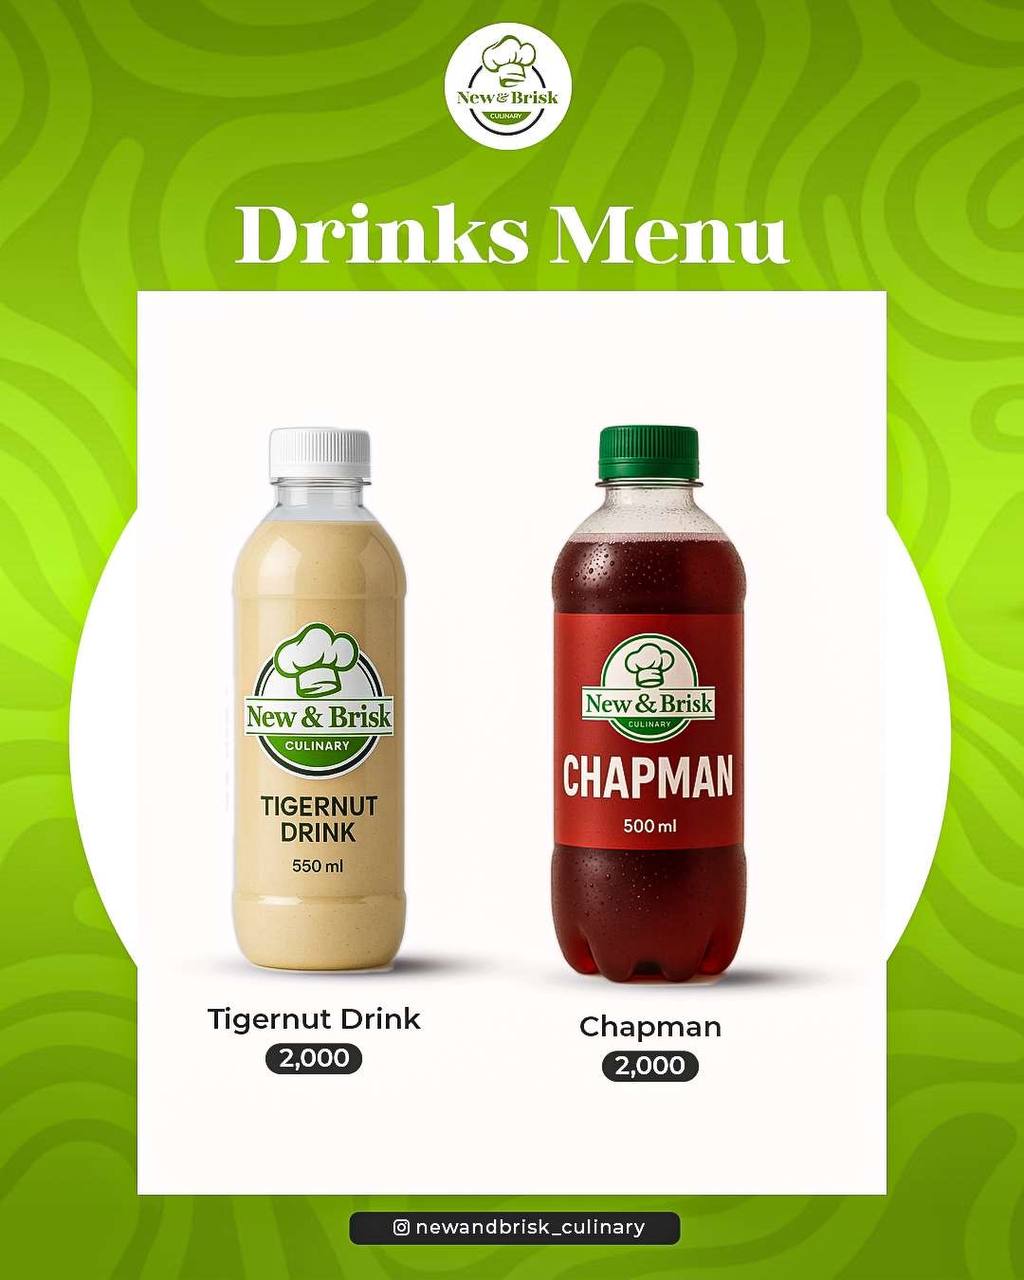 New & Brisk
CULINARY
Drinks Menu
New & Brisk
CULINARY
TIGERNUT
DRINK
550 ml
New & Brisk
CULINARY
CHAPMAN
500 ml
Tigernut Drink
2,000
Chapman
2,000
newandbrisk_culinary